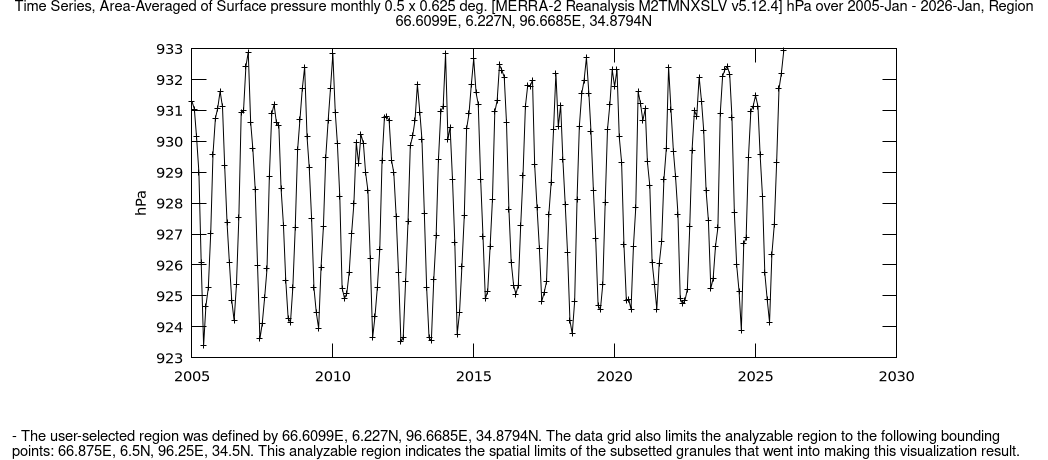 Time Series, Area-Averaged of Surface pressure monthly 0.5 x 0.625 deg. [MERRA-2 Reanalysis M2TMNXSLV v5.12.4] hPa over 2005-Jan - 2026-Jan, Region
66.6099E, 6.227N, 96.6685E, 34.8794N
933
932
931
930
929
928
927
926
925
924
923
hPa
2005 2010 2015 2020 2025 2030
- The user-selected region was defined by 66.6099E, 6.227N, 96.6685E, 34.8794N. The data grid also limits the analyzable region to the following bounding
points: 66.875E, 6.5N, 96.25E, 34.5N. This analyzable region indicates the spatial limits of the subsetted granules that went into making this visualization result.